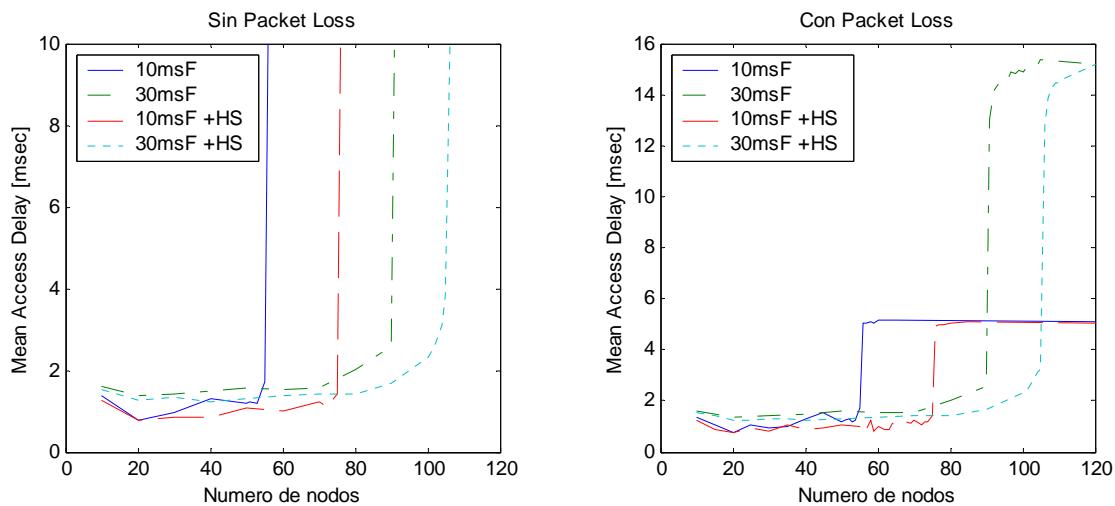 Sin Packet Loss
10
8
6
4
2
0
Mean Access Delay [msec]
10msF
30msF
10msF +HS
30msF +HS
0 20 40 60 80 100 120
Numero de nodos
Con Packet Loss
16
14
12
10
8
6
4
2
0
Mean Access Delay [msec]
10msF
30msF
10msF +HS
30msF +HS
0 20 40 60 80 100 120
Numero de nodos